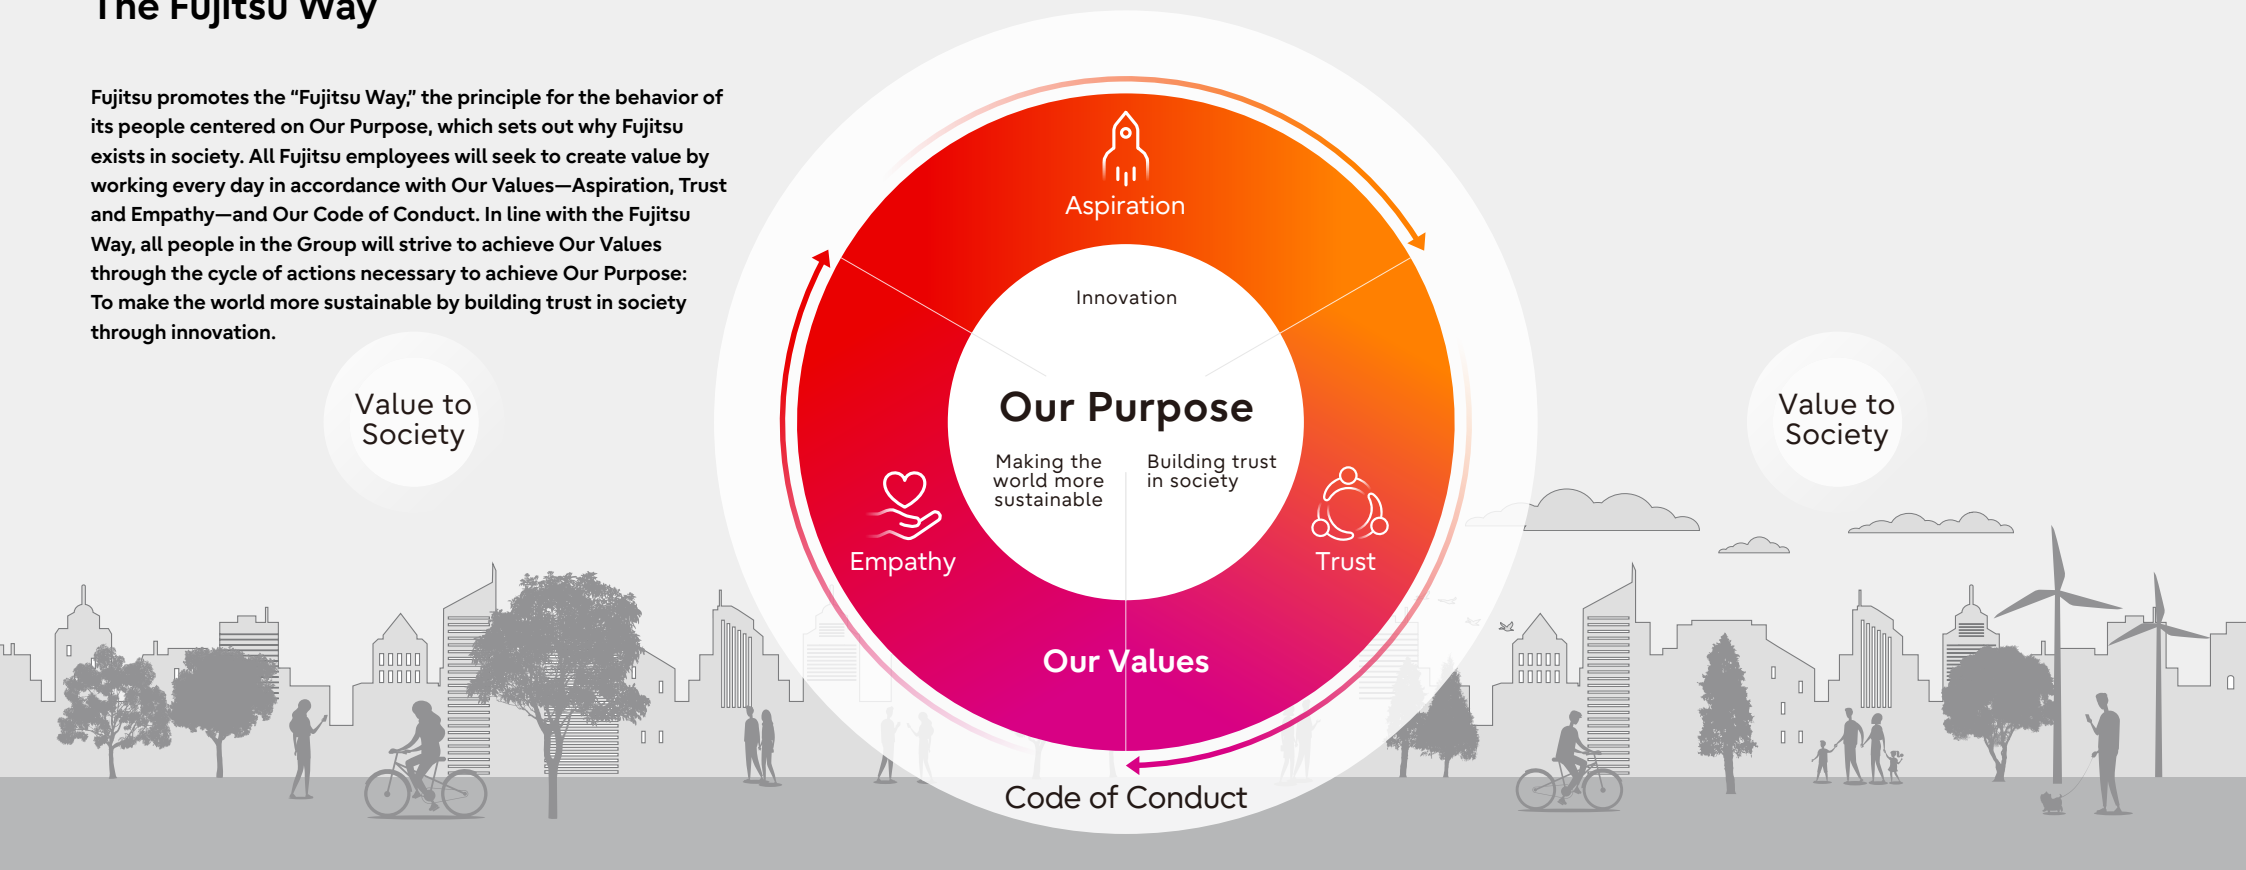 The Fujitsu Way
Fujitsu promotes the “Fujitsu Way,” the principle for the behavior of
its people centered on Our Purpose, which sets out why Fujitsu
exists in society. All Fujitsu employees will seek to create value by
working every day in accordance with Our Values—Aspiration, Trust
and Empathy—and Our Code of Conduct. In line with the Fujitsu
Way, all people in the Group will strive to achieve Our Values
through the cycle of actions necessary to achieve Our Purpose:
To make the world more sustainable by building trust in society
through innovation.
Value to
Society
Aspiration
Innovation
Our Purpose
Making the
world more
sustainable
Building trust
in society
Empathy
Trust
Our Values
Code of Conduct
Value to
Society